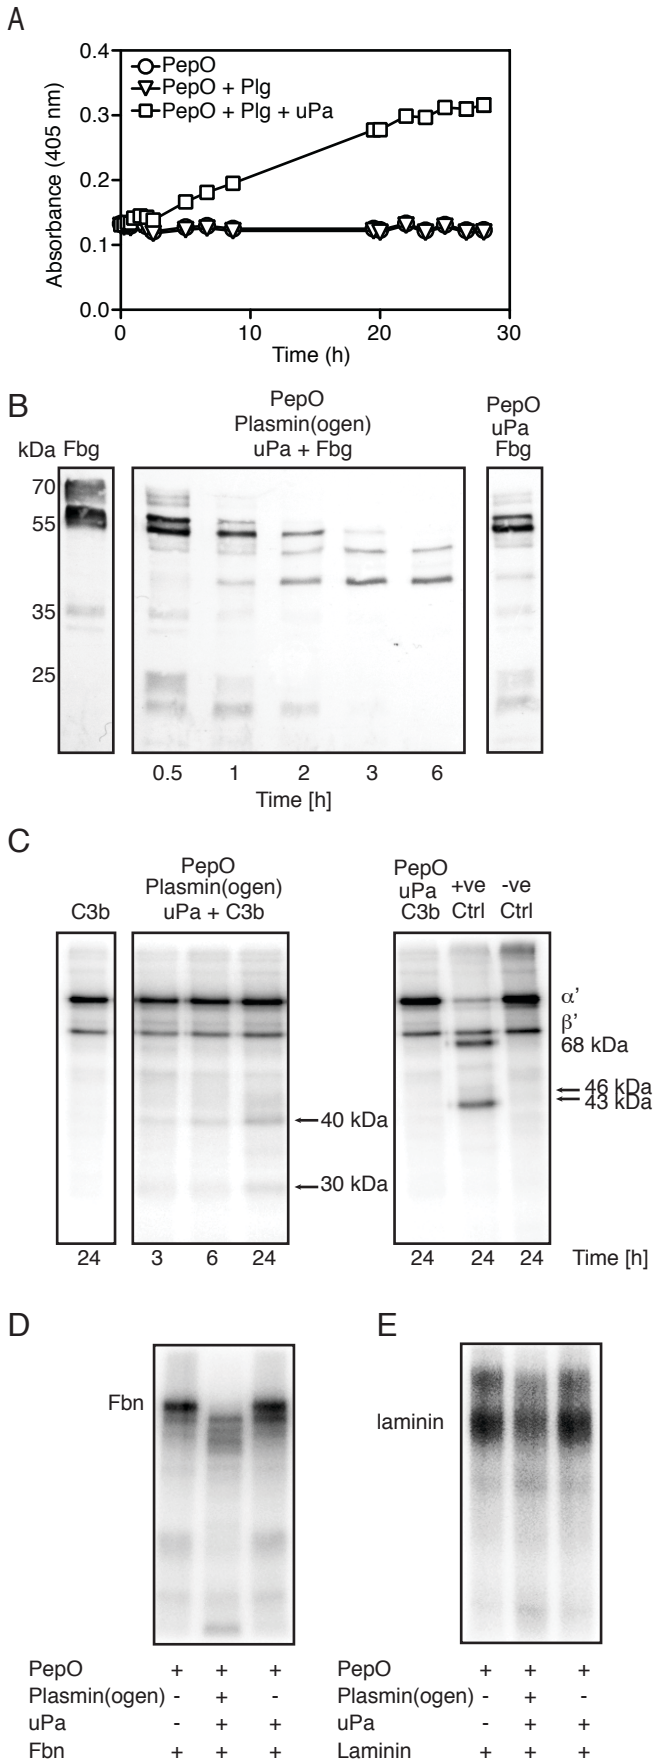 A
0.4
0.3
0.2
0.1
0.0
Absorbance (405 nm)
PepO
PepO + Plg
PepO + Plg + uPa
0 10 20 30
Time (h)
B
PepO
Plasmin(ogen)
uPa + Fbg
PepO
uPa
Fbg
kDa Fbg
70
55
35
25
0.5 1 2 3 6
Time [h]
C
C3b
PepO
Plasmin(ogen)
uPa + C3b
PepO
uPa
C3b
+ve
Ctrl
-ve
Ctrl
α’
β’
68 kDa
46 kDa
43 kDa
40 kDa
30 kDa
24 3 6 24 24 24 24 Time [h]
D
Fbn
PepO + + +
Plasmin(ogen) - + -
uPa - + +
Fbn + + +
E
laminin
PepO + + +
Plasmin(ogen) - + -
uPa - + +
Laminin + + +